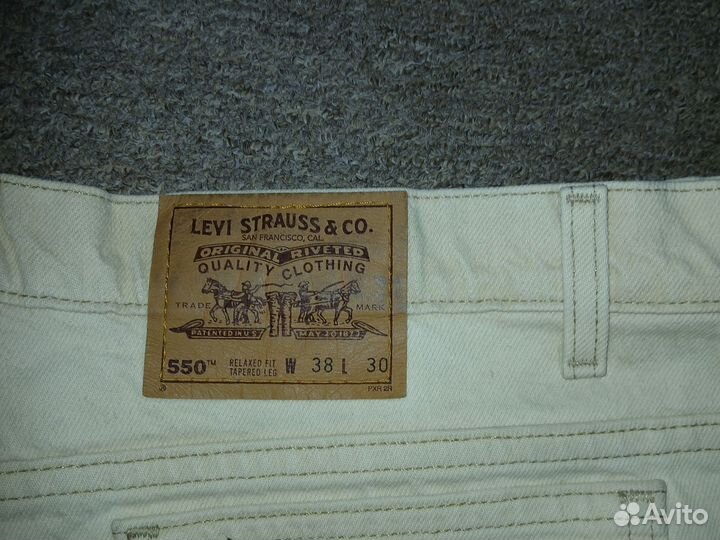 LEVI STRAUSS & CO.
SAN FRANCISCO, CAL.
ORIGINAL RIVETED
QUALITY CLOTHING
TRADE MARK
PATENTED IN U.S. MAY 20 1873
550™ RELAXED FIT W 38 L 30
TAPERED LEG
® PXR 2R
Avito